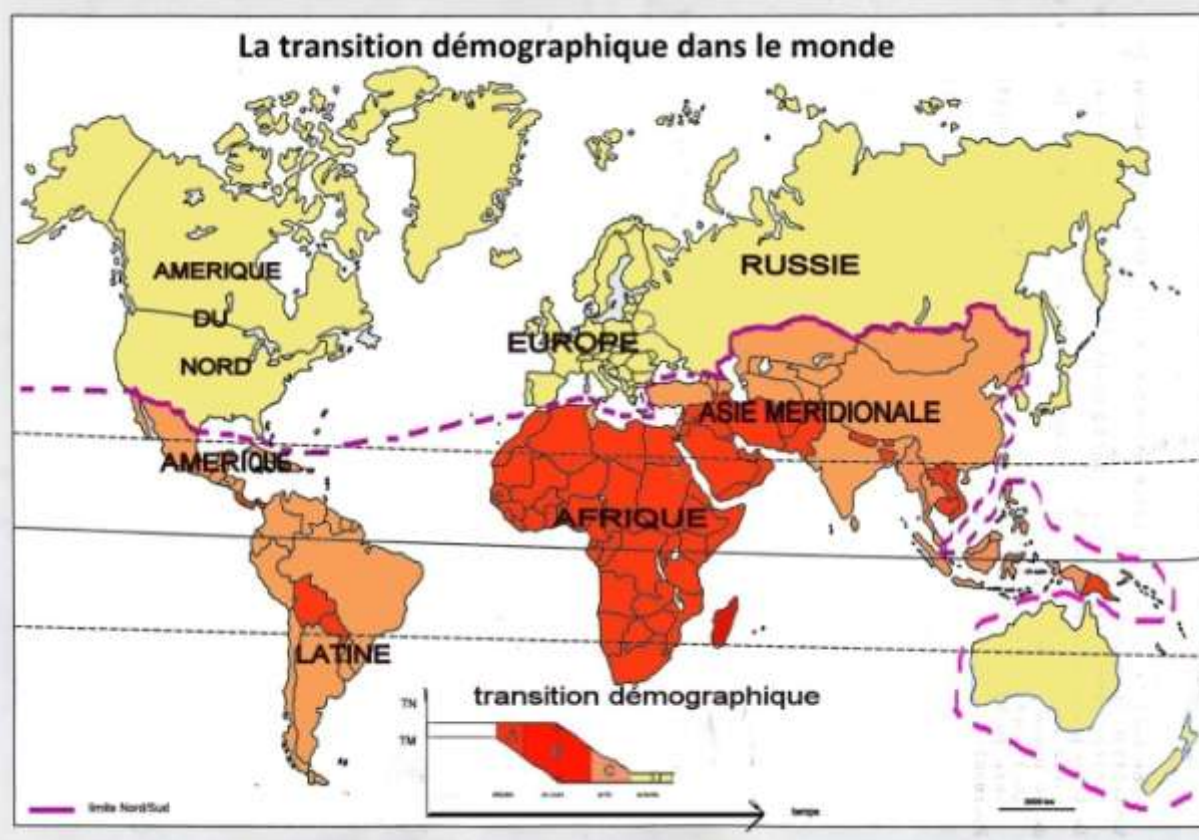 La transition démographique dans le monde
AMERIQUE
DU
NORD
RUSSIE
EUROPE
ASIE MERIDIONALE
AMERIQUE
AFRIQUE
LATINE
transition démographique
TN
TM
A
B
C
limite Nord/Sud
temps